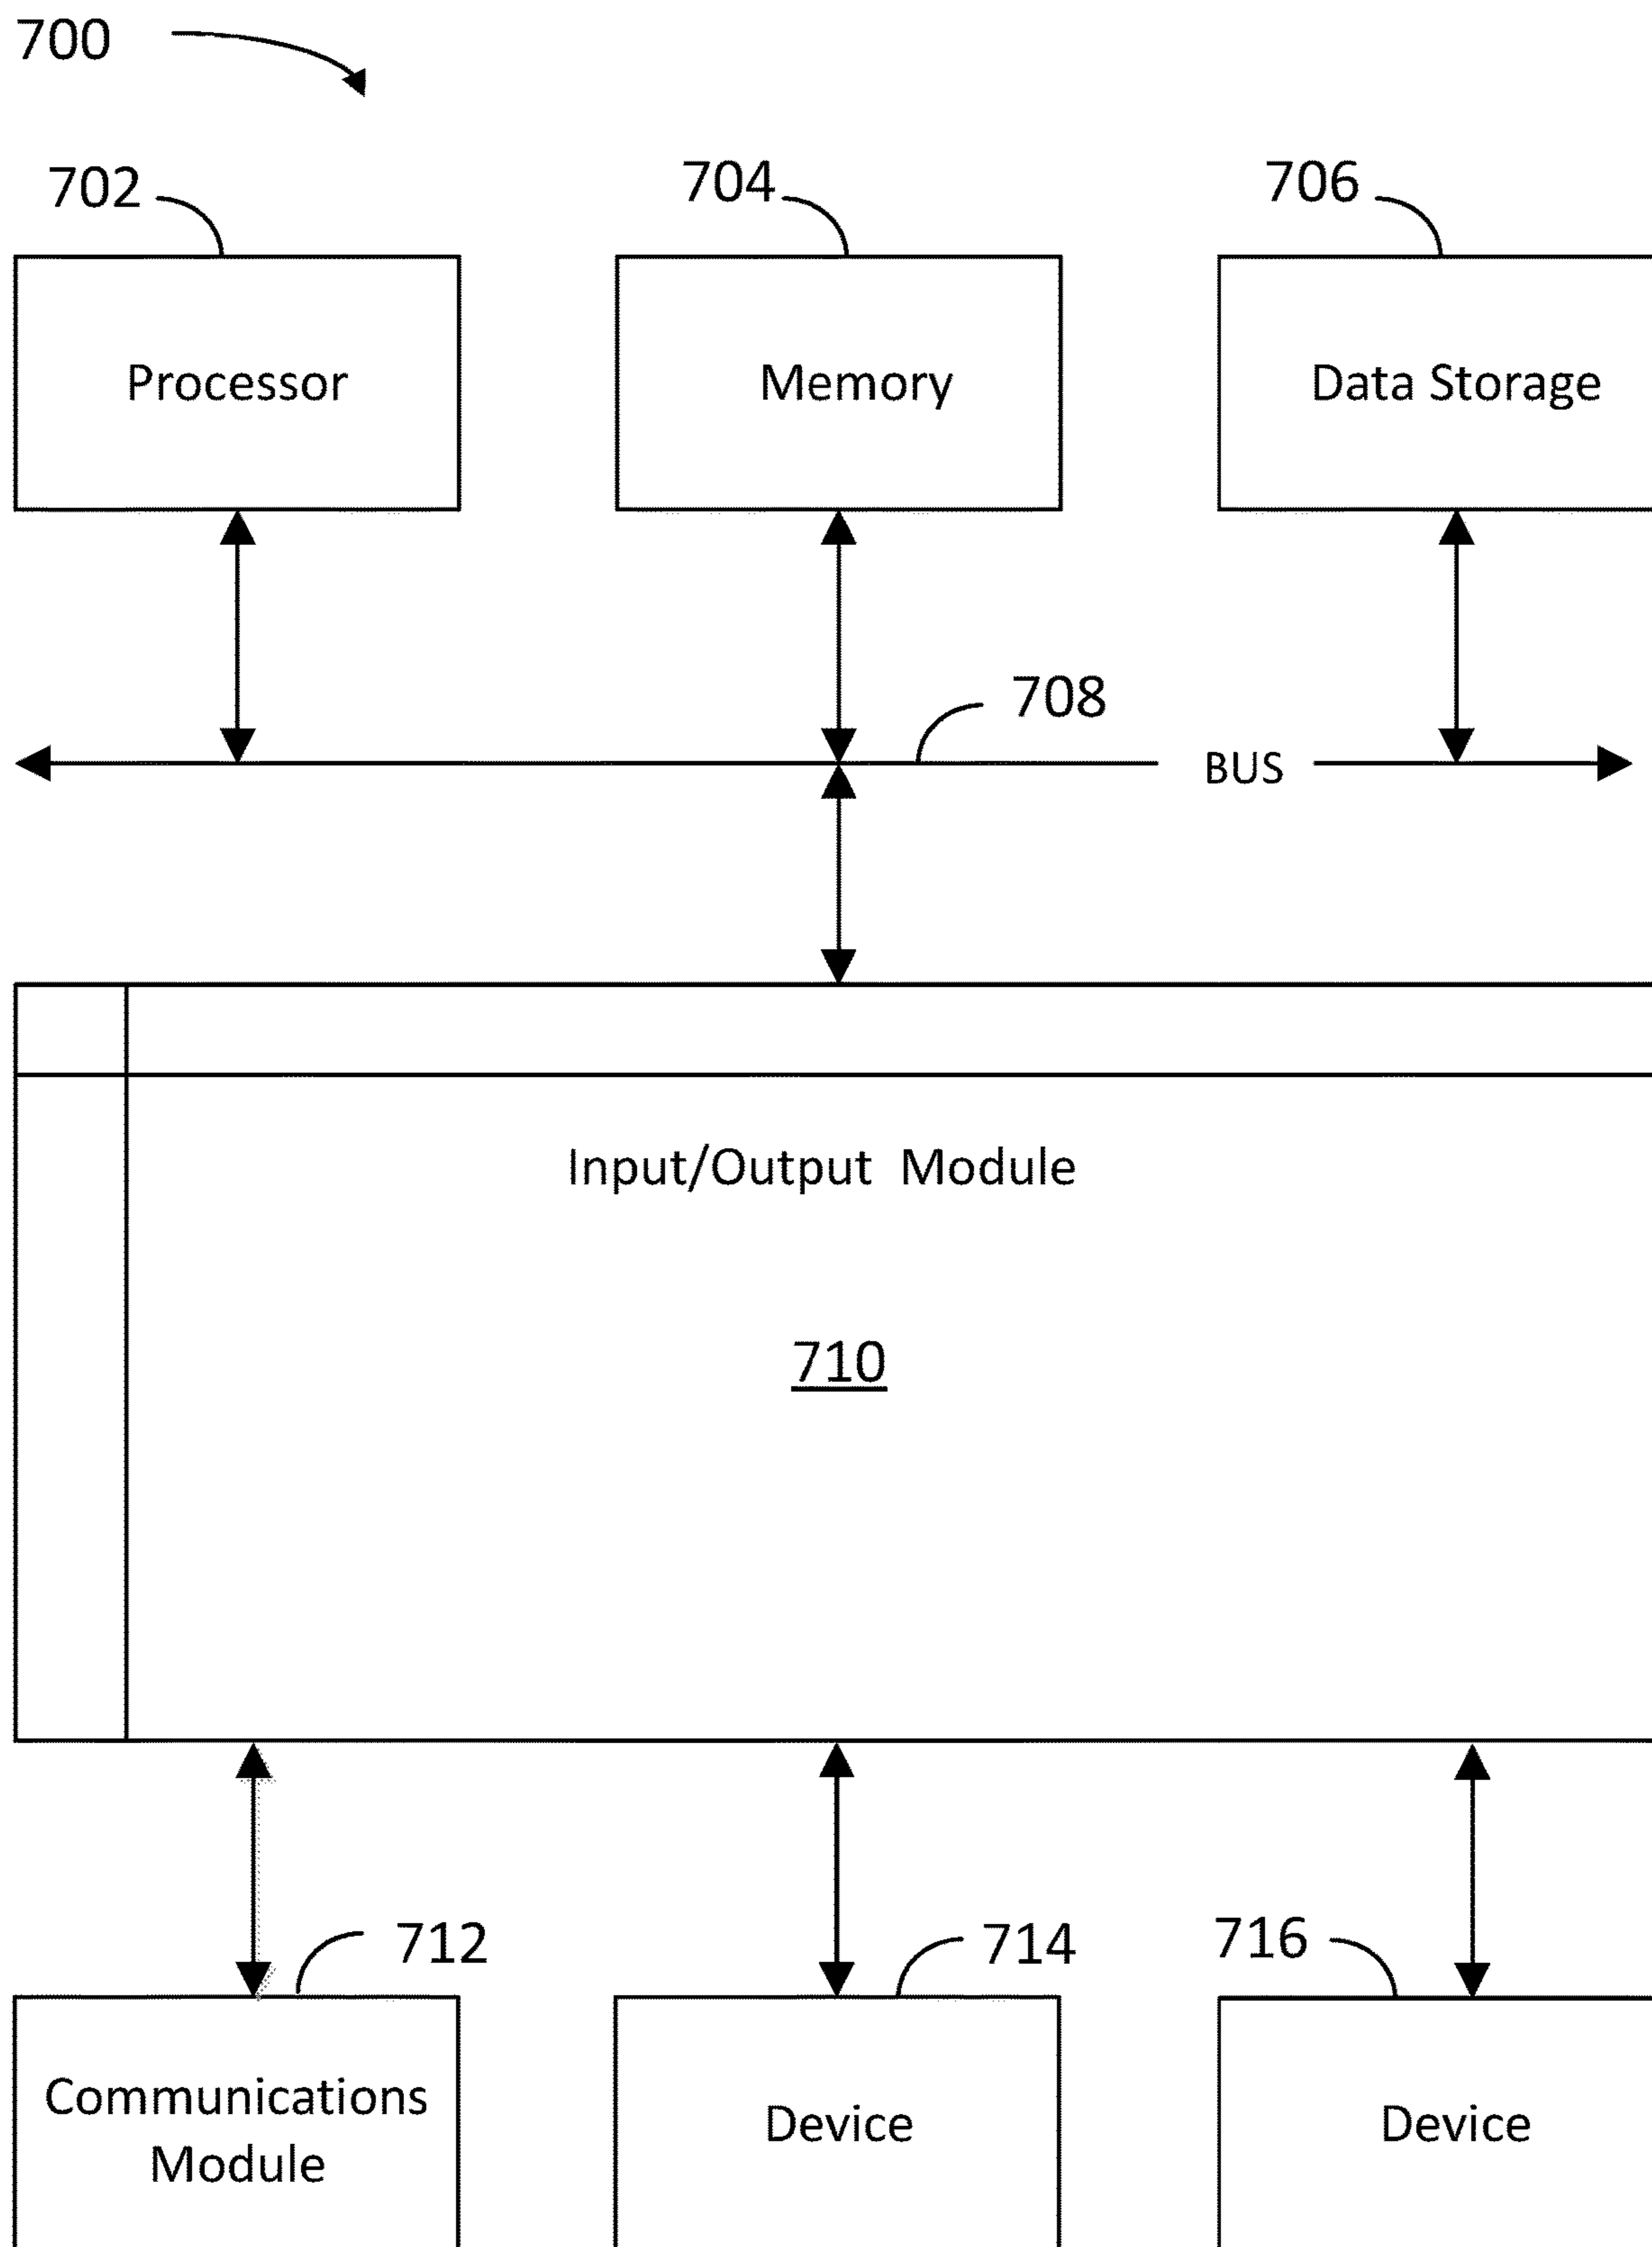 700
702
704
706
Processor
Memory
Data Storage
708
BUS
Input/Output Module
710
712
714
716
Communications
Module
Device
Device